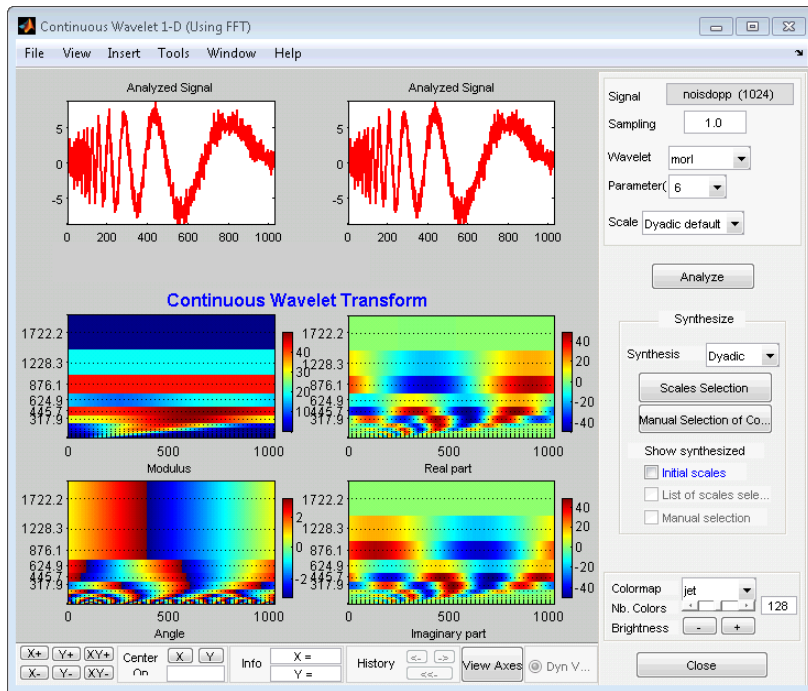 Continuous Wavelet 1-D (Using FFT)
File View Insert Tools Window Help
Analyzed Signal
5
0
-5
0 200 400 600 800 1000
Analyzed Signal
5
0
-5
0 200 400 600 800 1000
Continuous Wavelet Transform
1722.2
1228.3
876.1
624.9
445.7
317.9
0 500 1000
Modulus
40
30
20
10
1722.2
1228.3
876.1
624.9
445.7
317.9
0 500 1000
Real part
40
20
0
-20
-40
1722.2
1228.3
876.1
624.9
445.7
317.9
0 500 1000
Angle
2
0
-2
1722.2
1228.3
876.1
624.9
445.7
317.9
0 500 1000
Imaginary part
40
20
0
-20
-40
Signal noisdopp (1024)
Sampling 1.0
Wavelet morl
Parameter( 6
Scale Dyadic default
Analyze
Synthesize
Synthesis Dyadic
Scales Selection
Manual Selection of Co...
Show synthesized
Initial scales
List of scales sele...
Manual selection
Colormap jet
Nb. Colors 128
Brightness - +
X+ Y+ XY+
X- Y- XY-
Center X Y
On
Info X =
Y =
History <- ->
<<-
View Axes
Dyn V...
Close